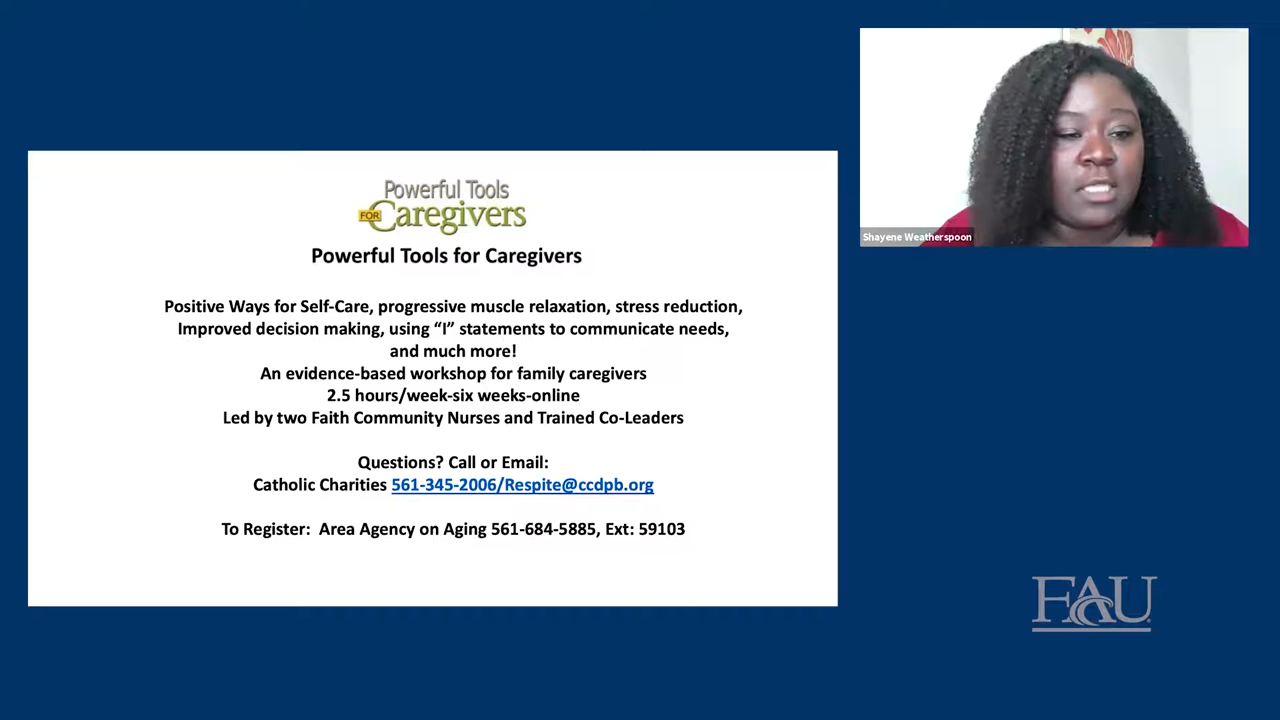 Powerful Tools
FOR Caregivers
Powerful Tools for Caregivers
Positive Ways for Self-Care, progressive muscle relaxation, stress reduction,
Improved decision making, using “I” statements to communicate needs,
and much more!
An evidence-based workshop for family caregivers
2.5 hours/week-six weeks-online
Led by two Faith Community Nurses and Trained Co-Leaders
Questions? Call or Email:
Catholic Charities 561-345-2006/Respite@ccdpb.org
To Register: Area Agency on Aging 561-684-5885, Ext: 59103
Shayene Weatherspoon
FAU